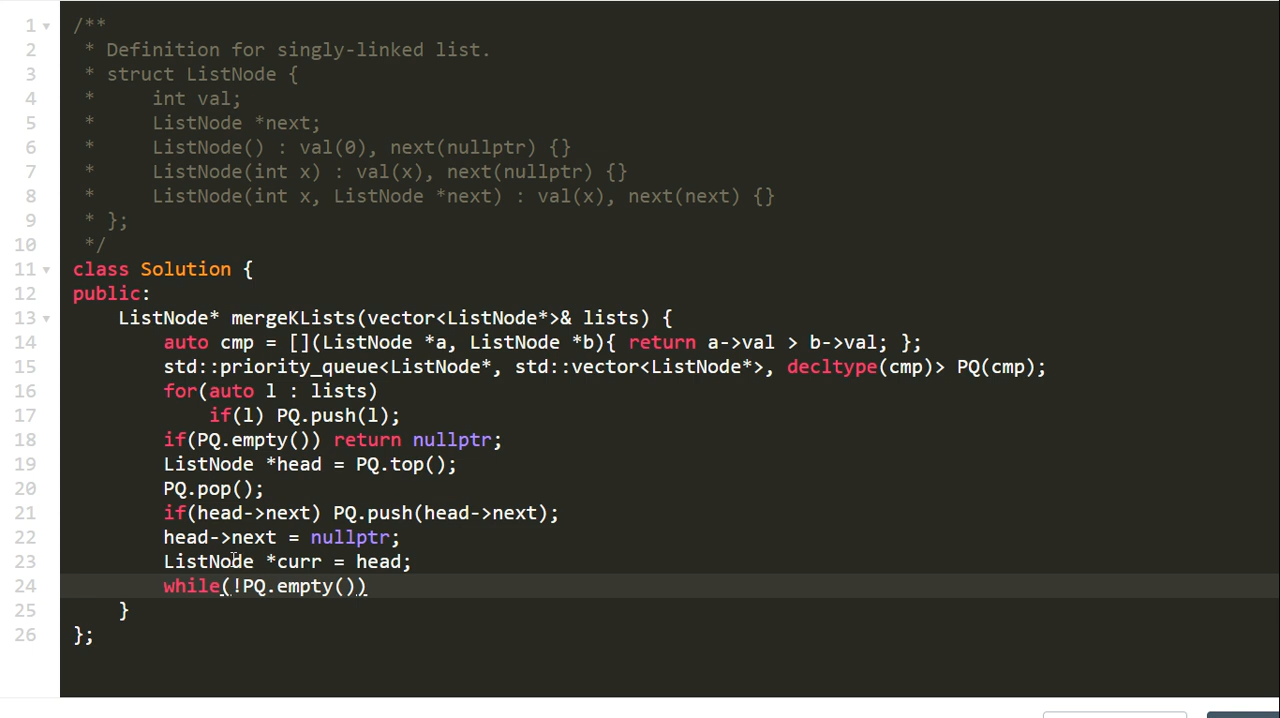 1 /**
2  * Definition for singly-linked list.
3  * struct ListNode {
4  *     int val;
5  *     ListNode *next;
6  *     ListNode() : val(0), next(nullptr) {}
7  *     ListNode(int x) : val(x), next(nullptr) {}
8  *     ListNode(int x, ListNode *next) : val(x), next(next) {}
9  * };
10  */
11 class Solution {
12 public:
13     ListNode* mergeKLists(vector<ListNode*>& lists) {
14         auto cmp = [](ListNode *a, ListNode *b){ return a->val > b->val; };
15         std::priority_queue<ListNode*, std::vector<ListNode*>, decltype(cmp)> PQ(cmp);
16         for(auto l : lists)
17             if(l) PQ.push(l);
18         if(PQ.empty()) return nullptr;
19         ListNode *head = PQ.top();
20         PQ.pop();
21         if(head->next) PQ.push(head->next);
22         head->next = nullptr;
23         ListNode *curr = head;
24         while(!PQ.empty())
25     }
26 };